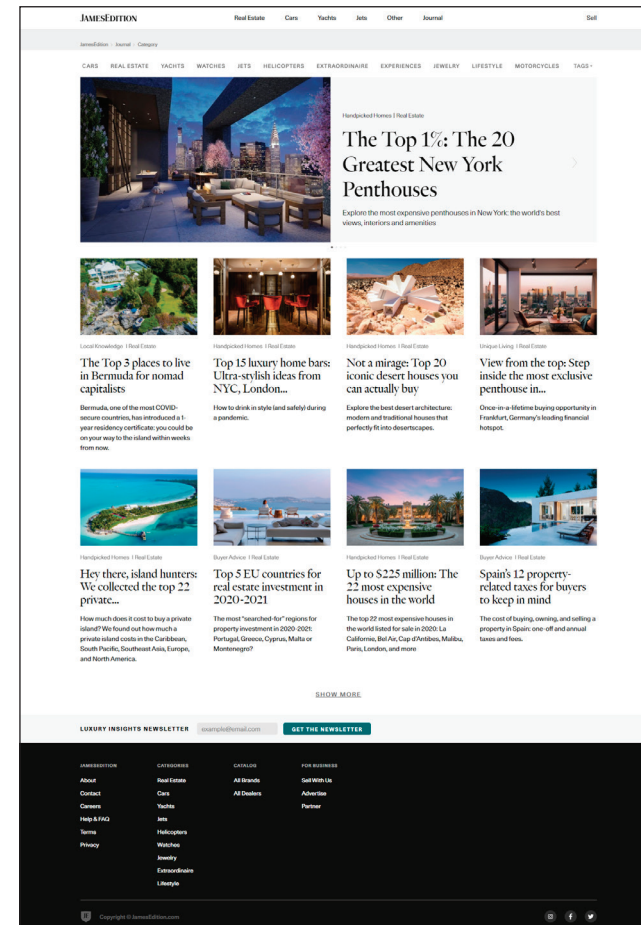 JAMESEDITION
Real Estate Cars Yachts Jets Other Journal Sell
JamesEdition Journal Category
CARS REAL ESTATE YACHTS WATCHES JETS HELICOPTERS EXTRAORDINAIRE EXPERIENCES JEWELRY LIFESTYLE MOTORCYCLES TAGS
Handpicked Homes | Real Estate
The Top 1%: The 20
Greatest New York
Penthouses
Explore the most expensive penthouses in New York: the world's best
views, interiors and amenities
Local Knowledge | Real Estate
The Top 3 places to live
in Bermuda for nomad
capitalists
Bermuda, one of the most COVID-
secure countries, has introduced a 1-
year residency certificate: you could be
on your way to the island within weeks
from now.
Handpicked Homes | Real Estate
Top 15 luxury home bars:
Ultra-stylish ideas from
NYC, London...
How to drink in style (and safely) during
a pandemic.
Handpicked Homes | Real Estate
Not a mirage: Top 20
iconic desert houses you
can actually buy
Explore the best desert architecture:
modern and traditional houses that
perfectly fit into desertscapes.
Unique Living | Real Estate
View from the top: Step
inside the most exclusive
penthouse in...
Once-in-a-lifetime buying opportunity in
Frankfurt, Germany's leading financial
hotspot.
Handpicked Homes | Real Estate
Hey there, island hunters:
We collected the top 22
private...
How much does it cost to buy a private
island? We found out how much a
private island costs in the Caribbean,
South Pacific, Southeast Asia, Europe,
and North America.
Buyer Advice | Real Estate
Top 5 EU countries for
real estate investment in
2020-2021
The most "searched-for" regions for
property investment in 2020-2021:
Portugal, Greece, Cyprus, Malta or
Montenegro?
Handpicked Homes | Real Estate
Up to $225 million: The
22 most expensive
houses in the world
The top 22 most expensive houses in
the world listed for sale in 2020: La
Californie, Bel Air, Cap d'Antibes, Malibu,
Paris, London, and more
Buyer Advice | Real Estate
Spain's 12 property-
related taxes for buyers
to keep in mind
The cost of buying, owning, and selling a
property in Spain: one-off and annual
taxes and fees.
SHOW MORE
LUXURY INSIGHTS NEWSLETTER example@email.com GET THE NEWSLETTER
JAMESEDITION
About
Contact
Careers
Help & FAQ
Terms
Privacy
CATEGORIES
Real Estate
Cars
Yachts
Jets
Helicopters
Watches
Jewelry
Extraordinaire
Lifestyle
CATALOG
All Brands
All Dealers
FOR BUSINESS
Sell With Us
Advertise
Partner
Copyright © JamesEdition.com